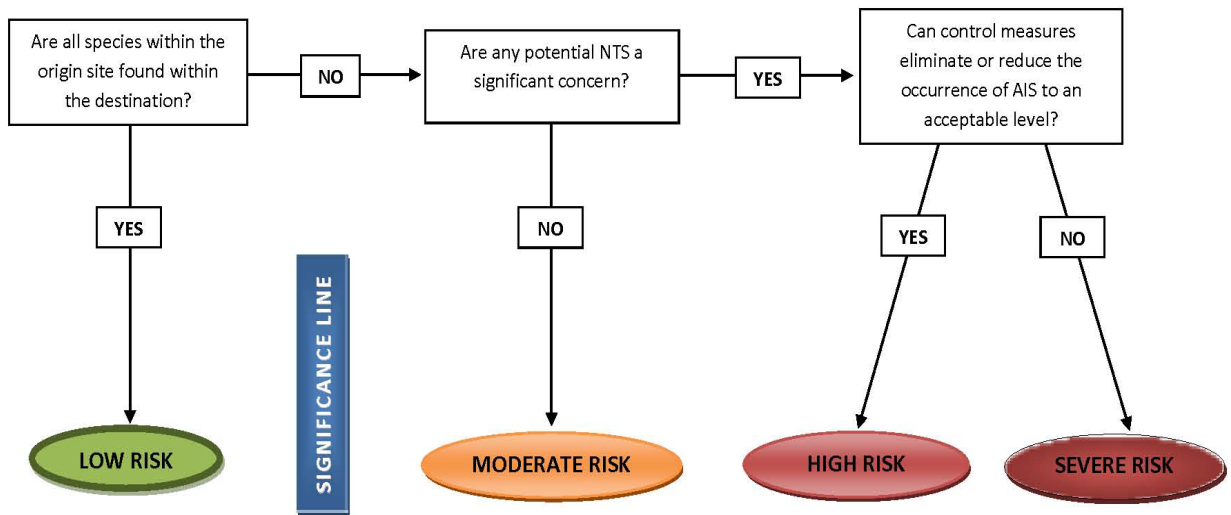 Are all species within the
origin site found within
the destination?
NO
Are any potential NTS a
significant concern?
YES
Can control measures
eliminate or reduce the
occurrence of AIS to an
acceptable level?
YES
NO
YES
NO
SIGNIFICANCE LINE
LOW RISK
MODERATE RISK
HIGH RISK
SEVERE RISK